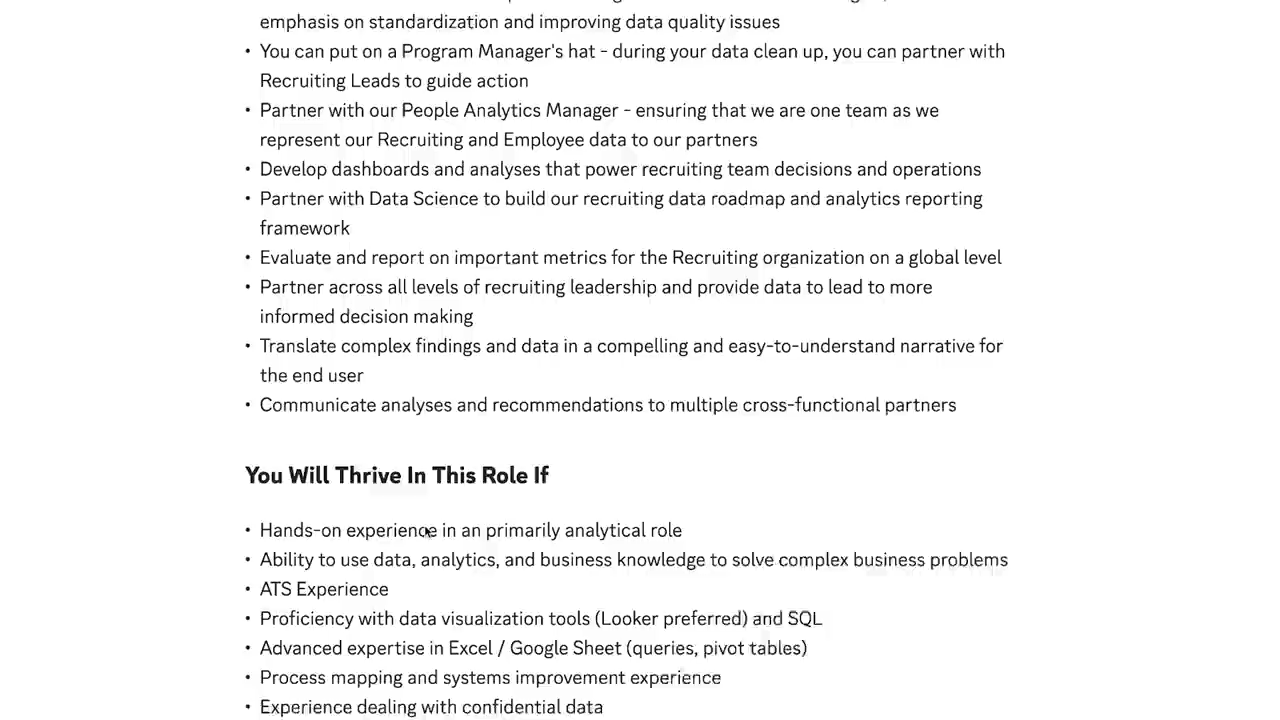 emphasis on standardization and improving data quality issues
• You can put on a Program Manager's hat - during your data clean up, you can partner with
Recruiting Leads to guide action
• Partner with our People Analytics Manager - ensuring that we are one team as we
represent our Recruiting and Employee data to our partners
• Develop dashboards and analyses that power recruiting team decisions and operations
• Partner with Data Science to build our recruiting data roadmap and analytics reporting
framework
• Evaluate and report on important metrics for the Recruiting organization on a global level
• Partner across all levels of recruiting leadership and provide data to lead to more
informed decision making
• Translate complex findings and data in a compelling and easy-to-understand narrative for
the end user
• Communicate analyses and recommendations to multiple cross-functional partners
You Will Thrive In This Role If
• Hands-on experience in an primarily analytical role
• Ability to use data, analytics, and business knowledge to solve complex business problems
• ATS Experience
• Proficiency with data visualization tools (Looker preferred) and SQL
• Advanced expertise in Excel / Google Sheet (queries, pivot tables)
• Process mapping and systems improvement experience
• Experience dealing with confidential data